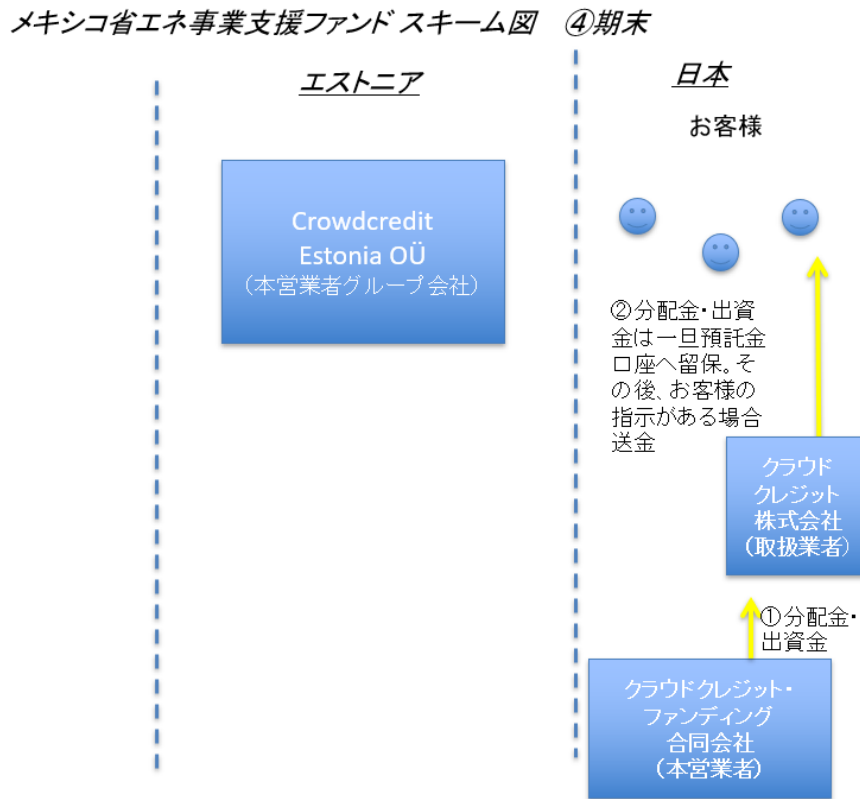 メキシコ省エネ事業支援ファンド スキーム図　④期末
エストニア
日本
お客様
Crowdcredit
Estonia OÜ
（本営業者グループ会社）
②分配金・出資
金は一旦預託金
口座へ留保。そ
の後、お客様の
指示がある場合
送金
クラウド
クレジット
株式会社
（取扱業者）
①分配金・
出資金
クラウドクレジット・
ファンディング
合同会社
（本営業者）